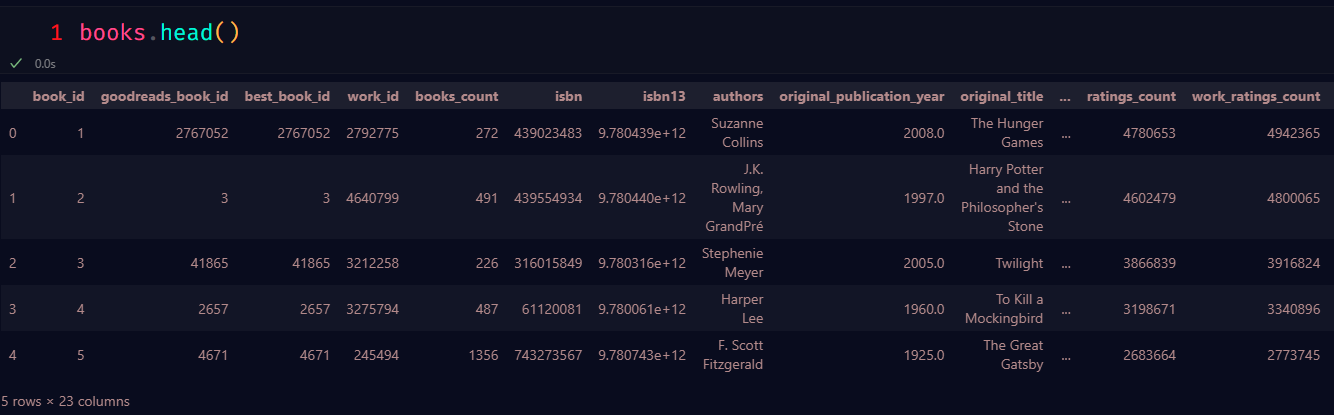 1 books.head()
0.0s
book_id goodreads_book_id best_book_id work_id books_count isbn isbn13 authors original_publication_year original_title ... ratings_count work_ratings_count
0 1 2767052 2767052 2792775 272 439023483 9.780439e+12 Suzanne Collins 2008.0 The Hunger Games ... 4780653 4942365
1 2 3 3 4640799 491 439554934 9.780440e+12 J.K. Rowling, Mary GrandPré 1997.0 Harry Potter and the Philosopher's Stone ... 4602479 4800065
2 3 41865 41865 3212258 226 316015849 9.780316e+12 Stephenie Meyer 2005.0 Twilight ... 3866839 3916824
3 4 2657 2657 3275794 487 61120081 9.780061e+12 Harper Lee 1960.0 To Kill a Mockingbird ... 3198671 3340896
4 5 4671 4671 245494 1356 743273567 9.780743e+12 F. Scott Fitzgerald 1925.0 The Great Gatsby ... 2683664 2773745
5 rows × 23 columns